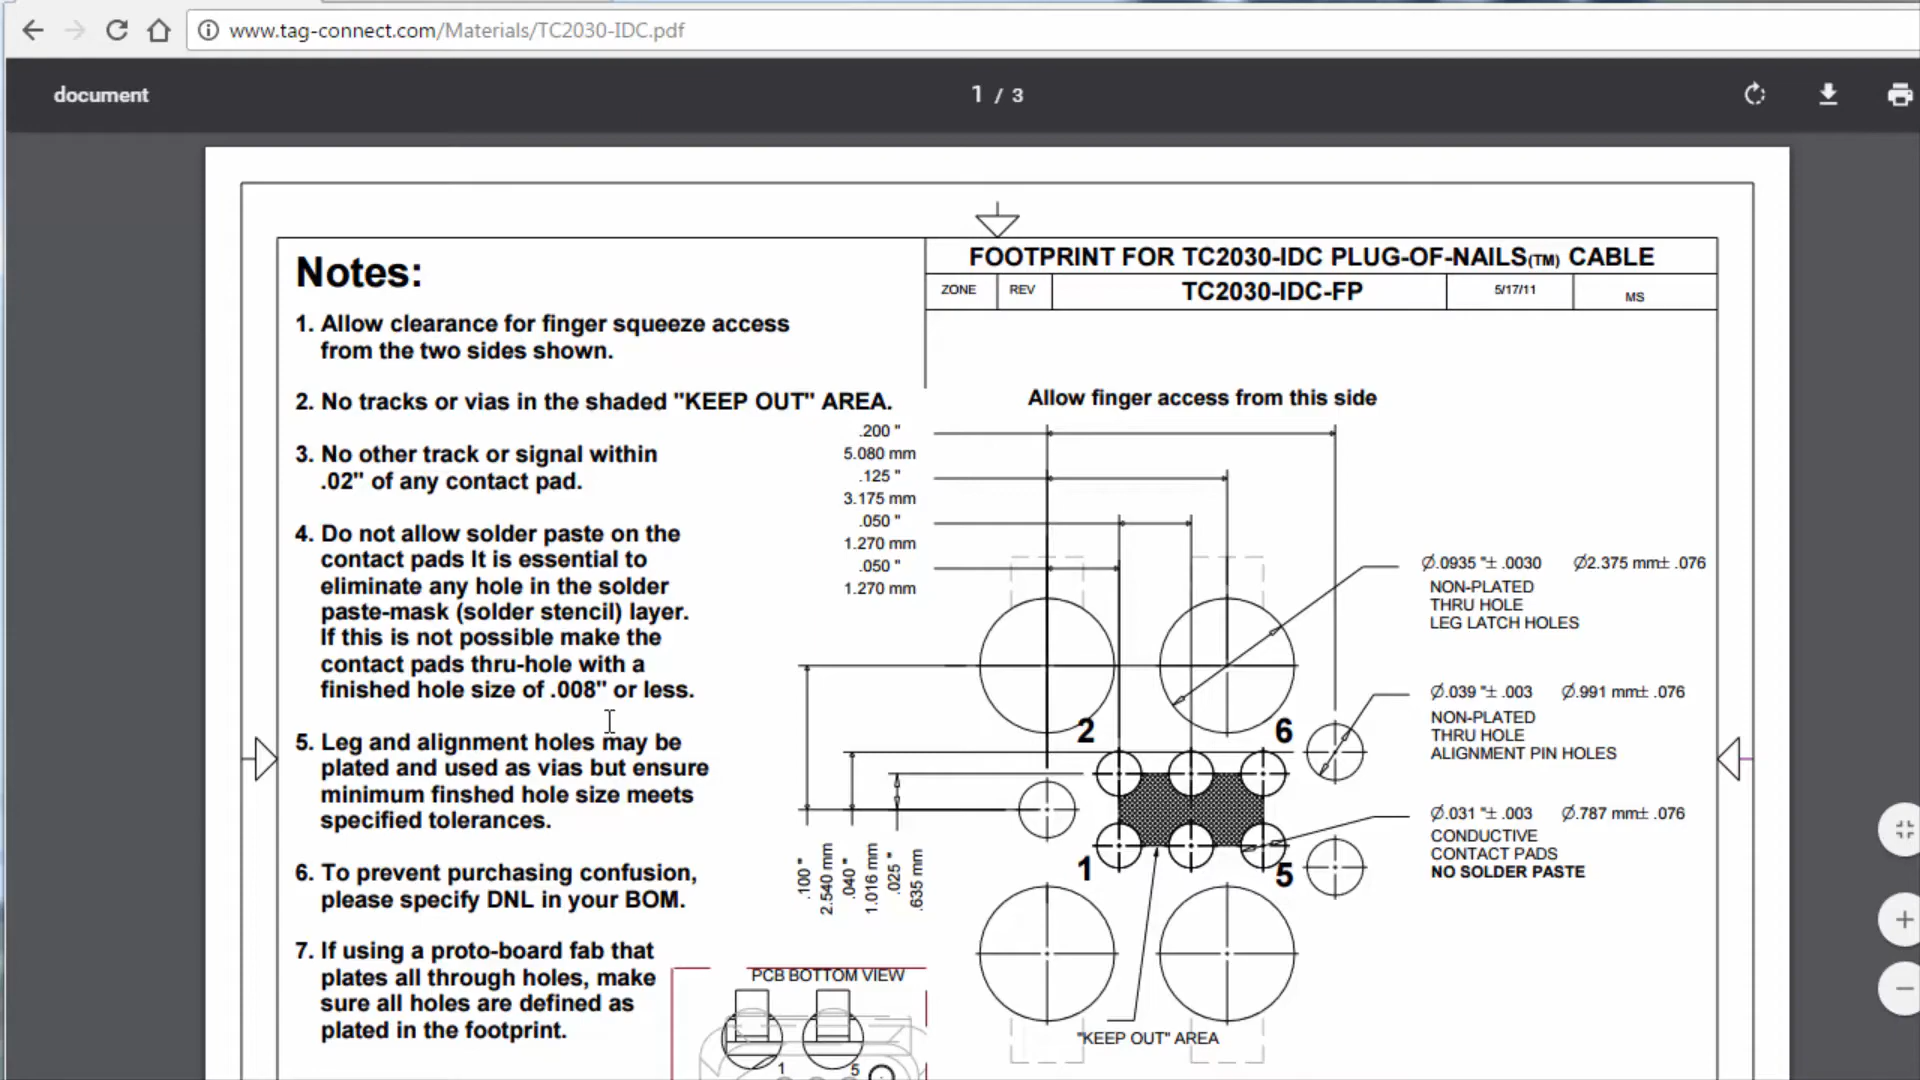 www.tag-connect.com/Materials/TC2030-IDC.pdf
document
1 / 3
Notes:
1. Allow clearance for finger squeeze access
from the two sides shown.
2. No tracks or vias in the shaded "KEEP OUT" AREA.
3. No other track or signal within
.02" of any contact pad.
4. Do not allow solder paste on the
contact pads It is essential to
eliminate any hole in the solder
paste-mask (solder stencil) layer.
If this is not possible make the
contact pads thru-hole with a
finished hole size of .008" or less.
5. Leg and alignment holes may be
plated and used as vias but ensure
minimum finshed hole size meets
specified tolerances.
6. To prevent purchasing confusion,
please specify DNL in your BOM.
7. If using a proto-board fab that
plates all through holes, make
sure all holes are defined as
plated in the footprint.
FOOTPRINT FOR TC2030-IDC PLUG-OF-NAILS(TM) CABLE
ZONE REV TC2030-IDC-FP 5/17/11 MS
Allow finger access from this side
.200 "
5.080 mm
.125 "
3.175 mm
.050 "
1.270 mm
.050 "
1.270 mm
Ø.0935 "± .0030 Ø2.375 mm± .076
NON-PLATED
THRU HOLE
LEG LATCH HOLES
Ø.039 "± .003 Ø.991 mm± .076
NON-PLATED
THRU HOLE
ALIGNMENT PIN HOLES
Ø.031 "± .003 Ø.787 mm± .076
CONDUCTIVE
CONTACT PADS
NO SOLDER PASTE
2 6
1 5
.100 "
2.540 mm
.040 "
1.016 mm
.025 "
.635 mm
"KEEP OUT" AREA
PCB BOTTOM VIEW
1 5